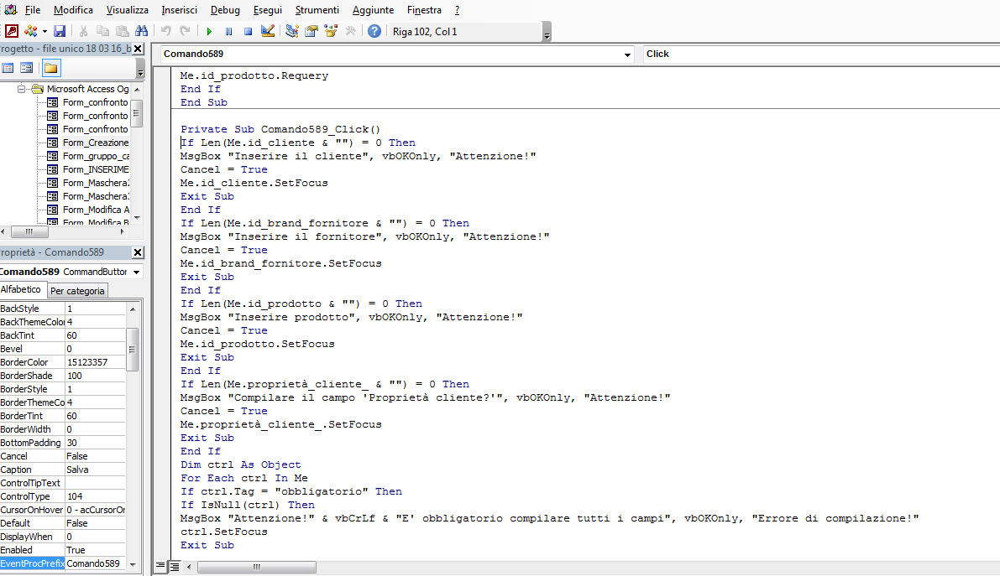 File Modifica Visualizza Inserisci Debug Esegui Strumenti Aggiunte Finestra ?
Riga 102, Col 1
rogetto - file unico 18 03 16_b
Microsoft Access Og
Form_confronto
Form_confronto
Form_confronto
Form_Creazione
Form_gruppo_ca
Form_INSERIME
Form_Maschera
Form_Maschera
Form_Modifica A
Form_Modifica B
roprietà - Comando589
Comando589 CommandButtor
Alfabetico Per categoria
BackStyle 1
BackThemeColo 4
BackTint 60
Bevel 0
BorderColor 15123357
BorderShade 100
BorderStyle 1
BorderThemeCo 4
BorderTint 60
BorderWidth 0
BottomPadding 30
Cancel False
Caption Salva
ControlTipText
ControlType 104
CursorOnHover 0 - acCursorOr
Default False
DisplayWhen 0
Enabled True
EventProcPrefix Comando589
Comando589 Click
Me.id_prodotto.Requery
End If
End Sub
Private Sub Comando589_Click()
If Len(Me.id_cliente & "") = 0 Then
MsgBox "Inserire il cliente", vbOKOnly, "Attenzione!"
Cancel = True
Me.id_cliente.SetFocus
Exit Sub
End If
If Len(Me.id_brand_fornitore & "") = 0 Then
MsgBox "Inserire il fornitore", vbOKOnly, "Attenzione!"
Cancel = True
Me.id_brand_fornitore.SetFocus
Exit Sub
End If
If Len(Me.id_prodotto & "") = 0 Then
MsgBox "Inserire prodotto", vbOKOnly, "Attenzione!"
Cancel = True
Me.id_prodotto.SetFocus
Exit Sub
End If
If Len(Me.proprietà_cliente_ & "") = 0 Then
MsgBox "Compilare il campo 'Proprietà cliente?'", vbOKOnly, "Attenzione!"
Cancel = True
Me.proprietà_cliente_.SetFocus
Exit Sub
End If
Dim ctrl As Object
For Each ctrl In Me
If ctrl.Tag = "obbligatorio" Then
If IsNull(ctrl) Then
MsgBox "Attenzione!" & vbCrLf & "E' obbligatorio compilare tutti i campi", vbOKOnly, "Errore di compilazione!"
ctrl.SetFocus
Exit Sub